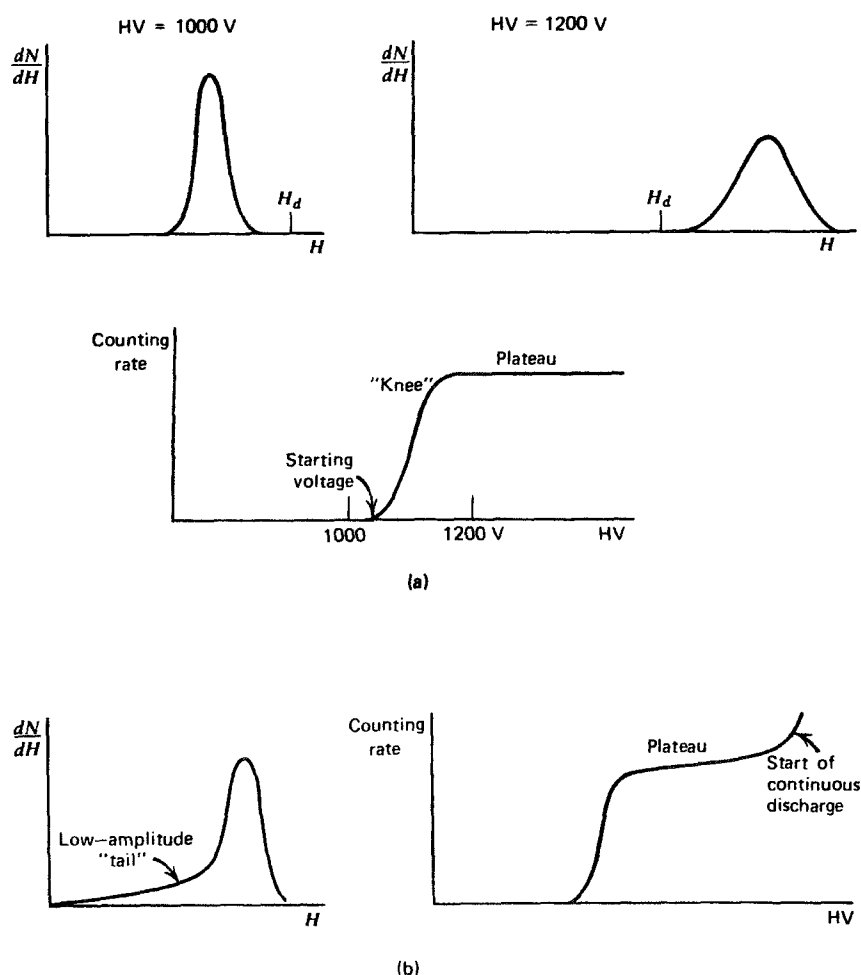 HV = 1000 V
HV = 1200 V
dN
dH
H_d
H
dN
dH
H_d
H
Counting
rate
"Knee"
Plateau
Starting
voltage
1000
1200 V
HV
(a)
dN
dH
Low—amplitude
"tail"
H
Counting
rate
Plateau
Start of
continuous
discharge
HV
(b)